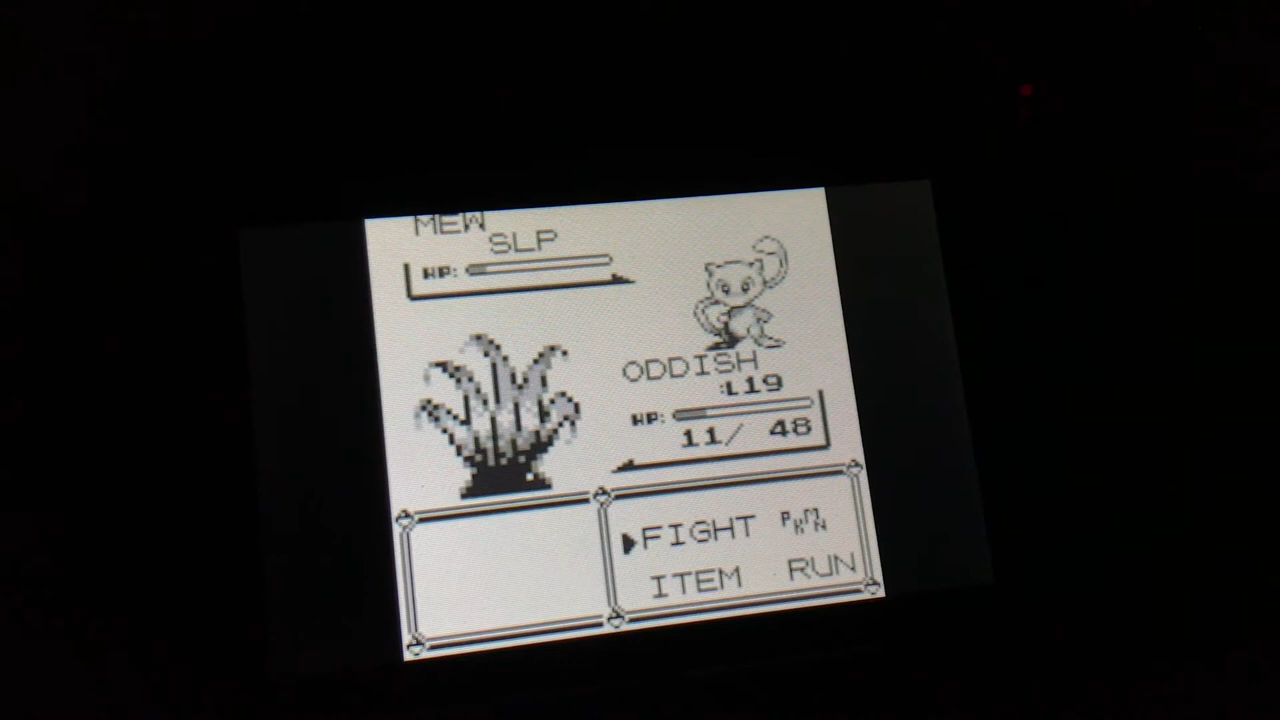 MEW
SLP
HP:
ODDISH
:L19
HP:
11/ 48
FIGHT PKMN
ITEM RUN